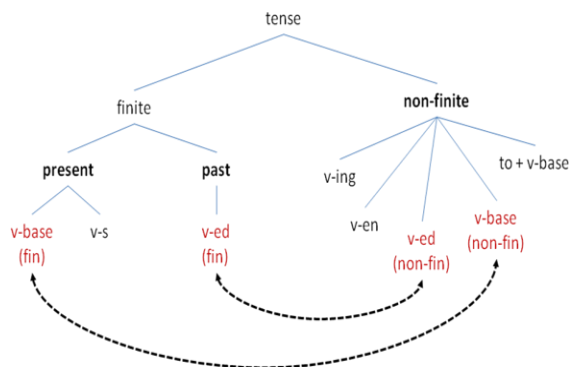 tense
finite
non-finite
present
past
v-ing
to + v-base
v-base
(fin)
v-s
v-ed
(fin)
v-en
v-ed
(non-fin)
v-base
(non-fin)